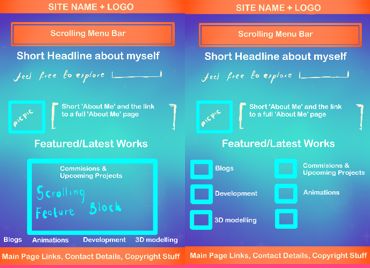 SITE NAME + LOGO
Scrolling Menu Bar
Short Headline about myself
feel free to explore
Short 'About Me' and the link
to a full 'About Me' page
Featured/Latest Works
Commisions &
Upcoming Projects
Scrolling
Feature Block
Blogs Animations Development 3D modelling
Main Page Links, Contact Details, Copyright Stuff
SITE NAME + LOGO
Scrolling Menu Bar
Short Headline about myself
feel free to explore
Short 'About Me' and the link
to a full 'About Me' page
Featured/Latest Works
Blogs
Commisions &
Upcoming Projects
Development
Animations
3D modelling
Main Page Links, Contact Details, Copyright Stuff